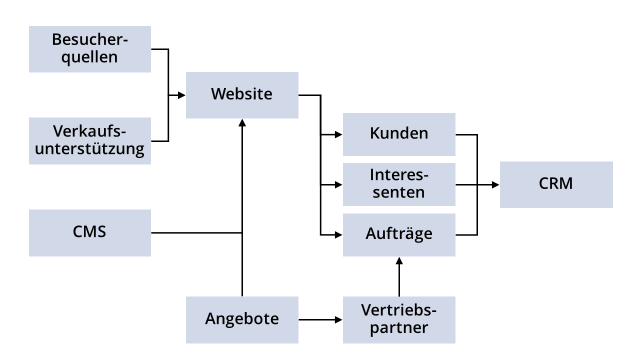 Besucher-
quellen
Website
Verkaufs-
unterstützung
Kunden
Interes-
senten
CRM
CMS
Aufträge
Angebote
Vertriebs-
partner